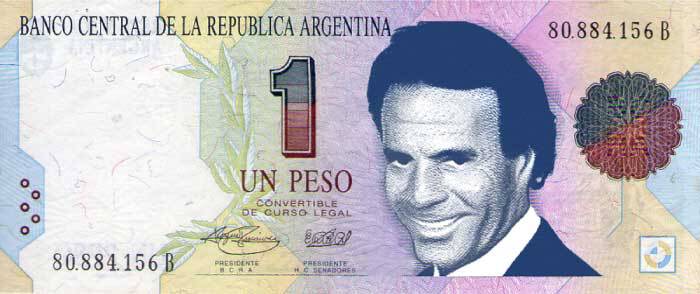 BANCO CENTRAL DE LA REPUBLICA ARGENTINA
80.884.156 B
1
UN PESO
CONVERTIBLE
DE CURSO LEGAL
80.884.156 B
PRESIDENTE
B.C.R.A.
PRESIDENTE
H.C. SENADORES